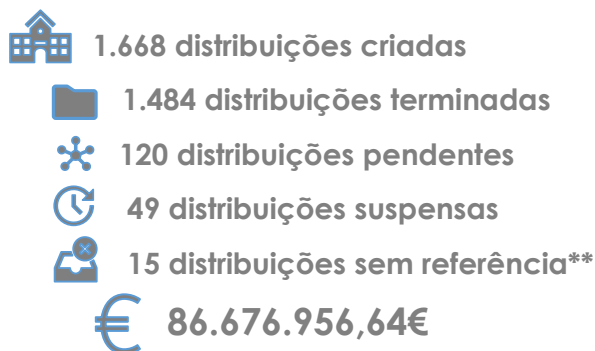 1.668 distribuições criadas
1.484 distribuições terminadas
120 distribuições pendentes
49 distribuições suspensas
15 distribuições sem referência**
€ 86.676.956,64€